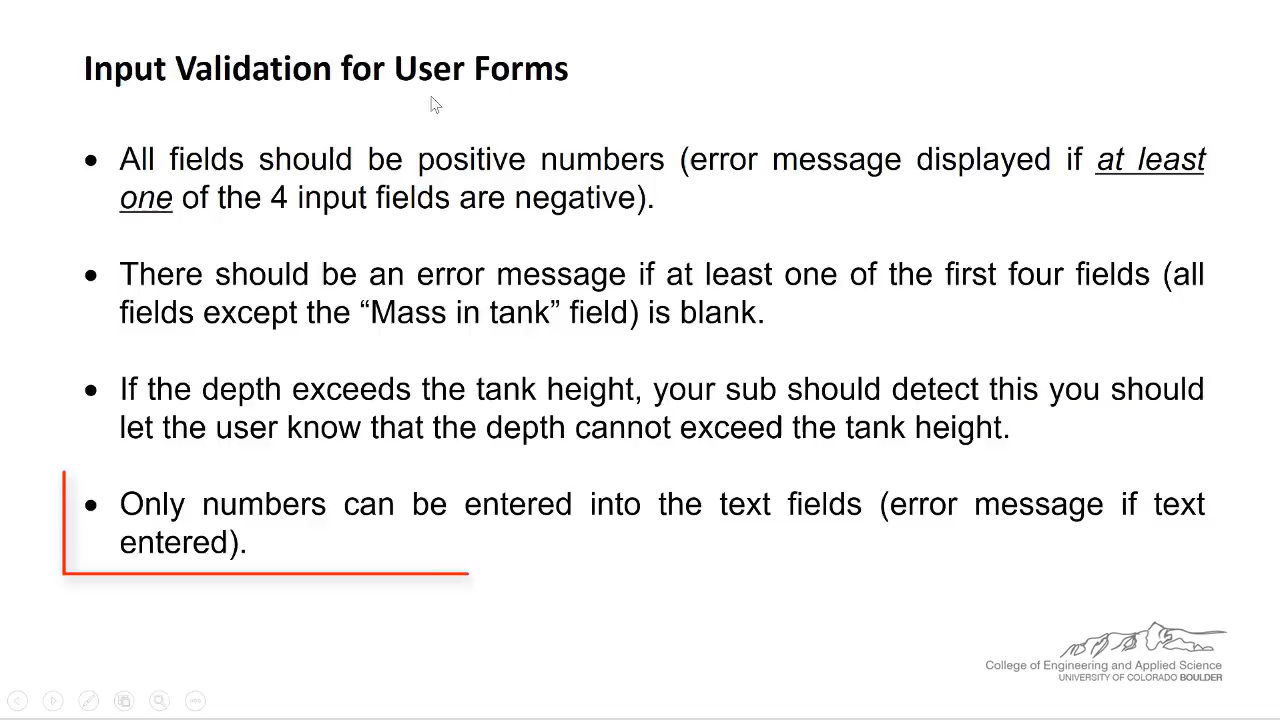 Input Validation for User Forms
• All fields should be positive numbers (error message displayed if at least
one of the 4 input fields are negative).
• There should be an error message if at least one of the first four fields (all
fields except the “Mass in tank” field) is blank.
• If the depth exceeds the tank height, your sub should detect this you should
let the user know that the depth cannot exceed the tank height.
• Only numbers can be entered into the text fields (error message if text
entered).
College of Engineering and Applied Science
UNIVERSITY OF COLORADO BOULDER